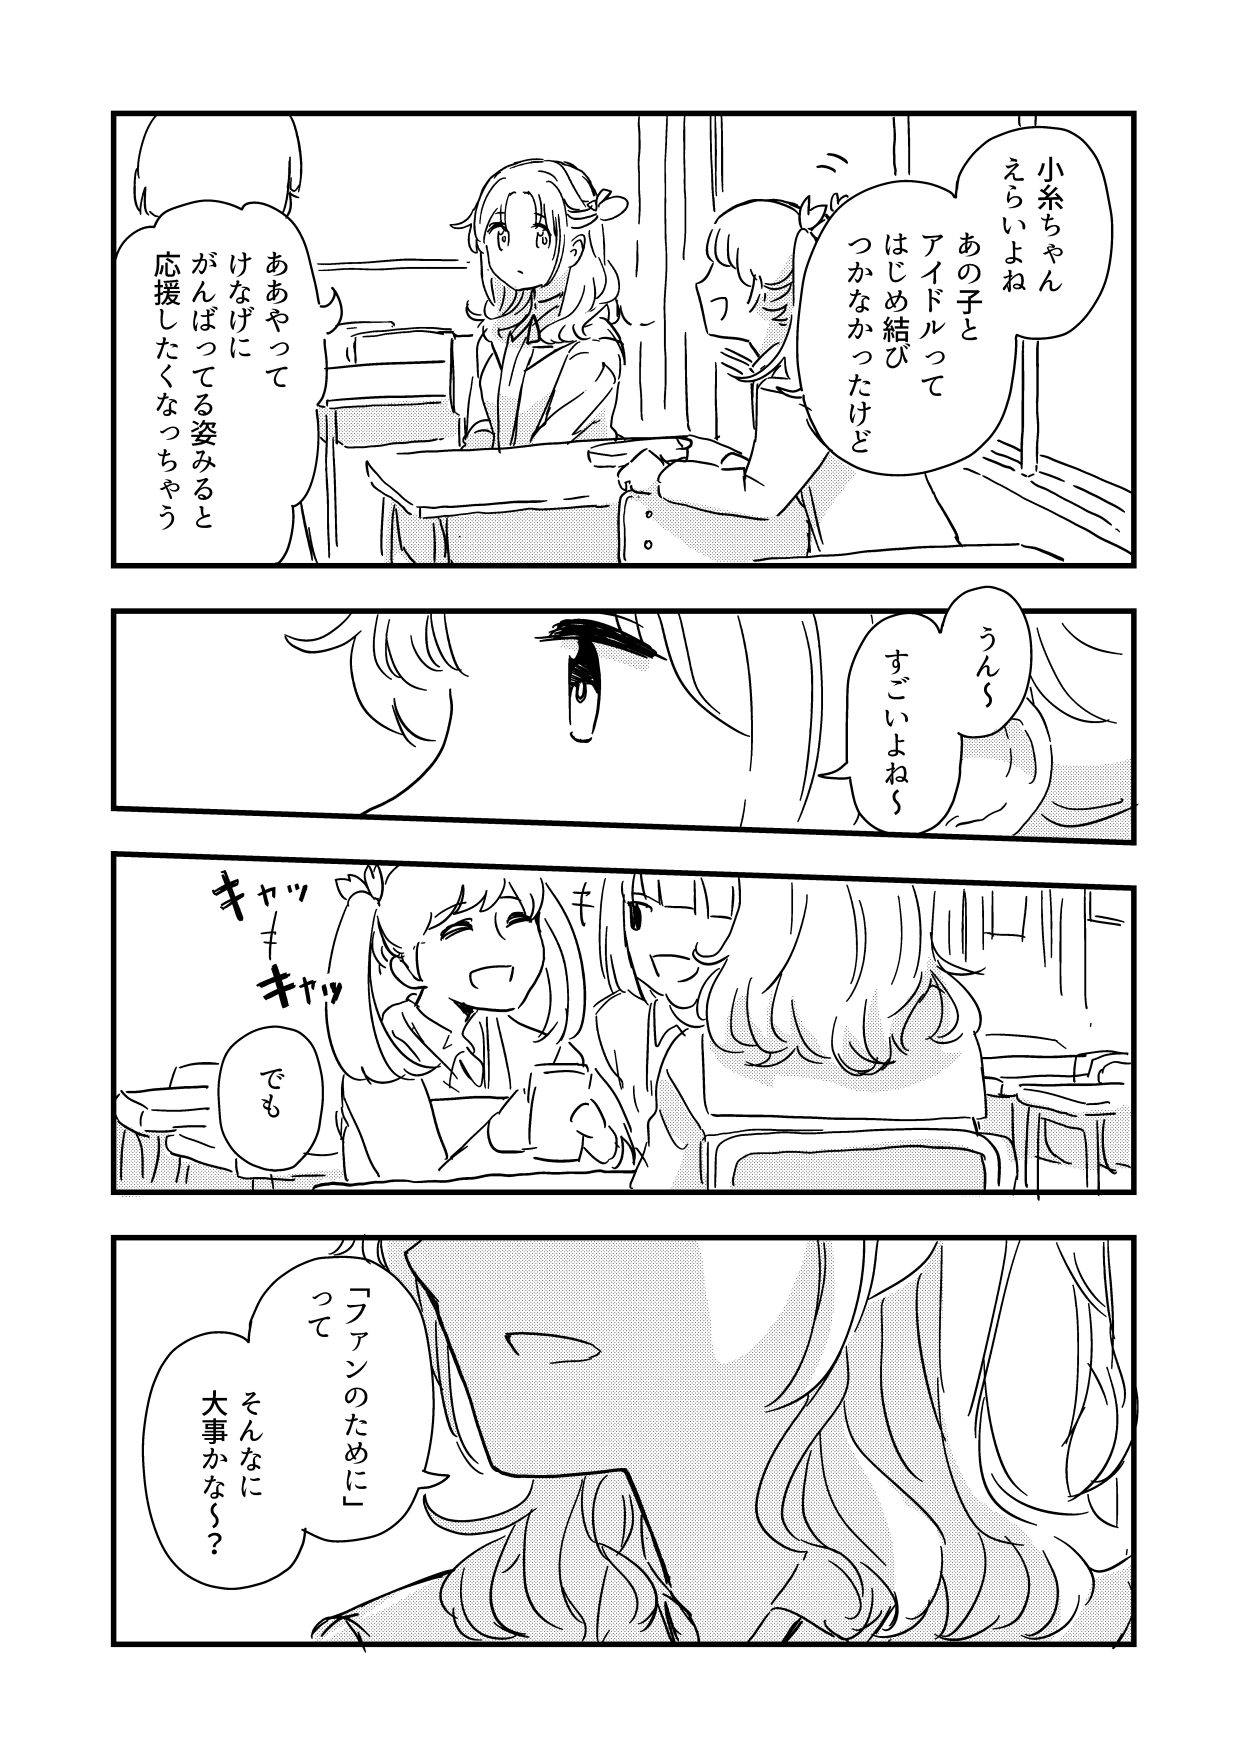 小糸ちゃん
えらいよね
あの子と
アイドルって
はじめ結び
つかなかったけど
ああやって
けなげに
がんばってる姿みると
応援したくなっちゃう
うん〜
すごいよね〜
キャッ
キャッ
でも
「ファンのために」
って
そんなに
大事かな〜?